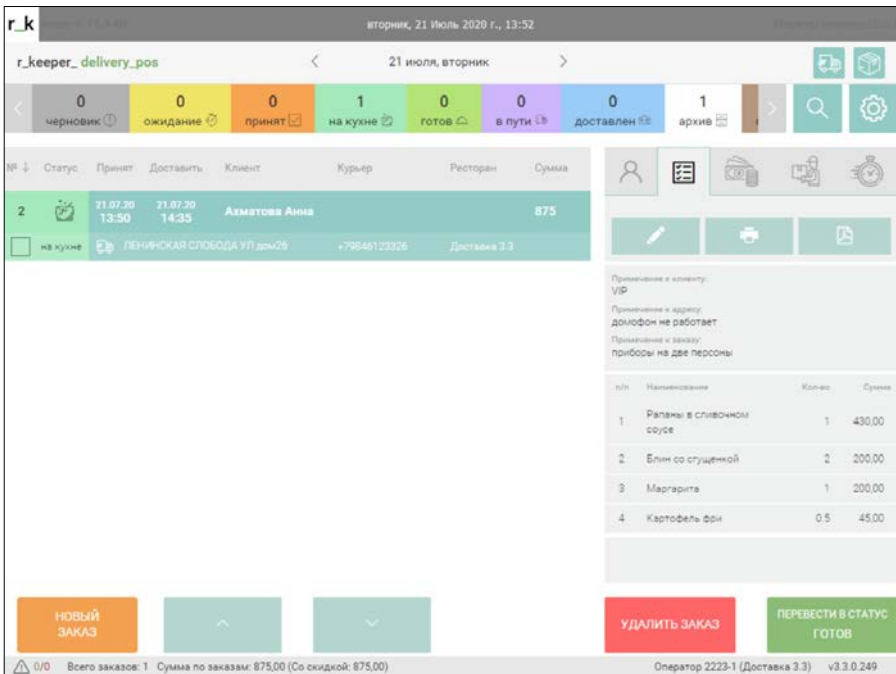 r_k
вторник, 21 Июль 2020 г., 13:52
r_keeper_ delivery_pos
21 июля, вторник
0 черновик
0 ожидание
0 принят
1 на кухне
0 готов
0 в пути
0 доставлен
1 архив
№ Статус Принят Доставить Клиент Курьер Ресторан Сумма
2 21.07.20 13:50 21.07.20 14:35 Ахматова Анна 875
на кухне ЛЕНИНСКАЯ СЛОБОДА УЛ дом26 +79846123326 Доставка 3.3
Примечение к клиенту:
VIP
Примечение к адресу:
домофон не работает
Примечение к заказу:
приборы на две персоны
п/п Наименование Кол-во Сумма
1 Рапаны в сливочном соусе 1 430,00
2 Блин со сгущенкой 2 200,00
3 Маргарита 1 200,00
4 Картофель фри 0.5 45,00
НОВЫЙ ЗАКАЗ
УДАЛИТЬ ЗАКАЗ
ПЕРЕВЕСТИ В СТАТУС ГОТОВ
0/0 Всего заказов: 1 Сумма по заказам: 875,00 (Со скидкой: 875,00) Оператор 2223-1 (Доставка 3.3) v3.3.0.249